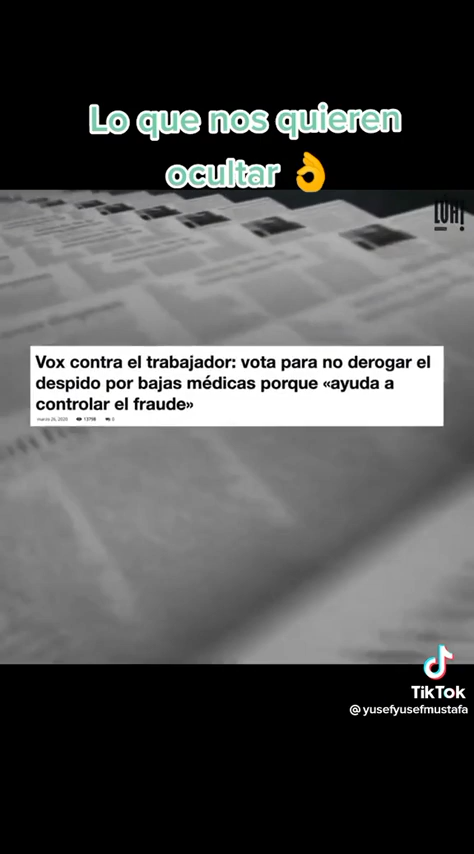 Lo que nos quieren
ocultar 👌
LUH!
Vox contra el trabajador: vota para no derogar el
despido por bajas médicas porque «ayuda a
controlar el fraude»
marzo 26, 2020 13798 0
TikTok
@yusefyusefmustafa